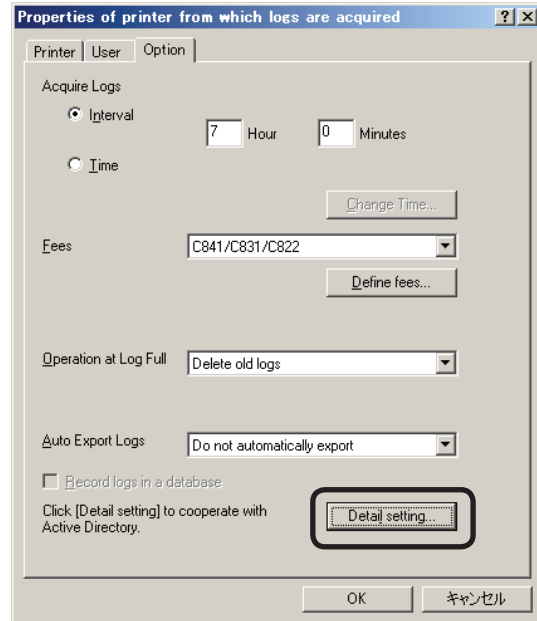 Properties of printer from which logs are acquired
Printer User Option
Acquire Logs
Interval
7 Hour 0 Minutes
Time
Change Time...
Fees C841/C831/C822
Define fees...
Operation at Log Full Delete old logs
Auto Export Logs Do not automatically export
Record logs in a database
Click [Detail setting] to cooperate with
Active Directory.
Detail setting...
OK キャンセル